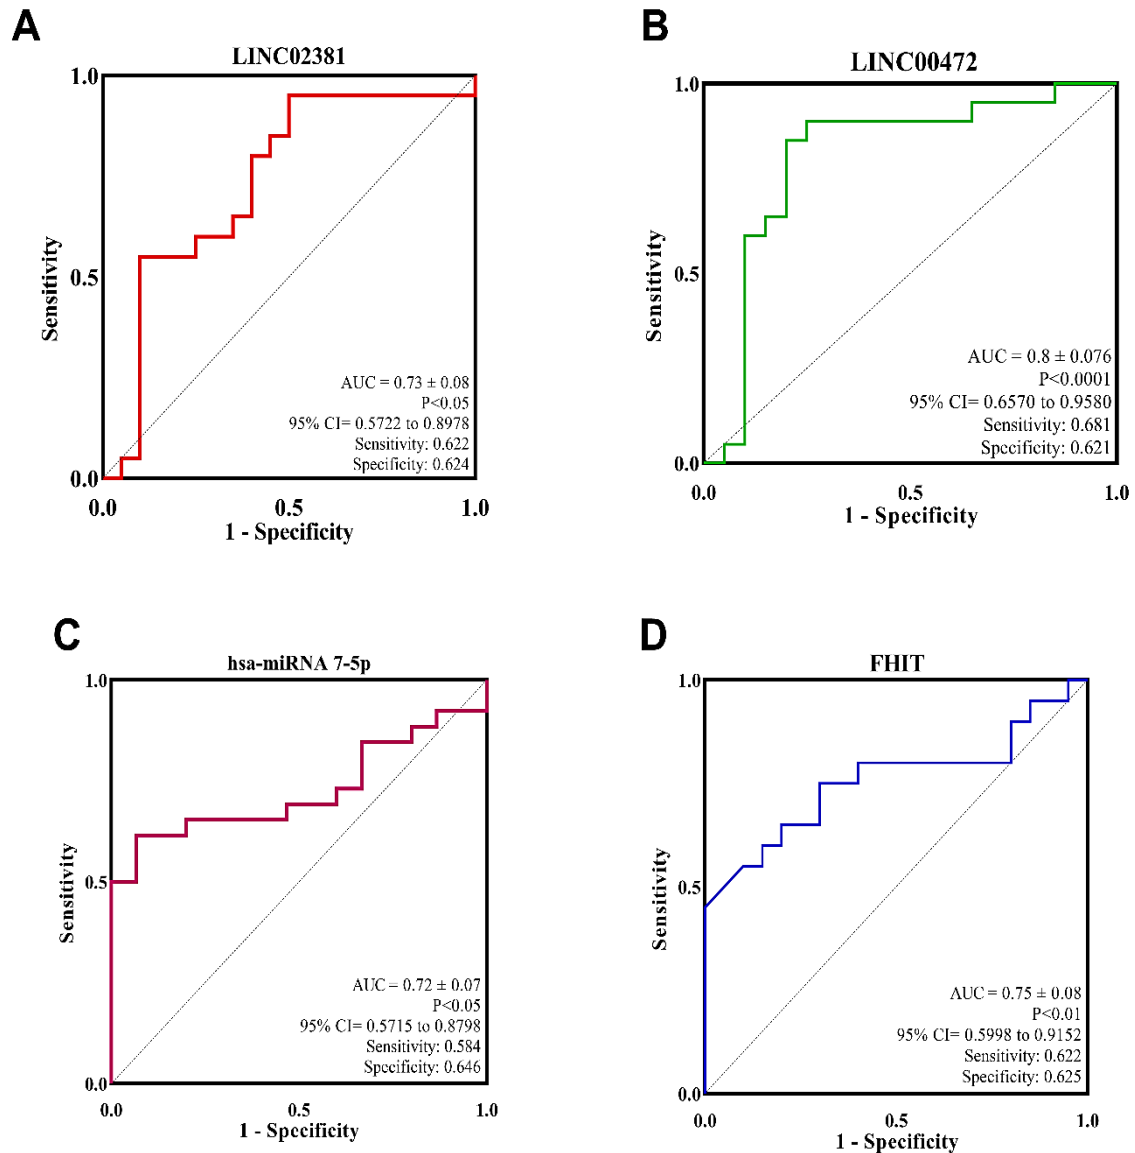 A
LINC02381
1.0
0.5
0.0
Sensitivity
AUC = 0.73 ± 0.08
P<0.05
95% CI= 0.5722 to 0.8978
Sensitivity: 0.622
Specificity: 0.624
0.0 0.5 1.0
1 - Specificity
B
LINC00472
1.0
0.5
0.0
Sensitivity
AUC = 0.8 ± 0.076
P<0.0001
95% CI= 0.6570 to 0.9580
Sensitivity: 0.681
Specificity: 0.621
0.0 0.5 1.0
1 - Specificity
C
hsa-miRNA 7-5p
1.0
0.5
0.0
Sensitivity
AUC = 0.72 ± 0.07
P<0.05
95% CI= 0.5715 to 0.8798
Sensitivity: 0.584
Specificity: 0.646
0.0 0.5 1.0
1 - Specificity
D
FHIT
1.0
0.5
0.0
Sensitivity
AUC = 0.75 ± 0.08
P<0.01
95% CI= 0.5998 to 0.9152
Sensitivity: 0.622
Specificity: 0.625
0.0 0.5 1.0
1 - Specificity